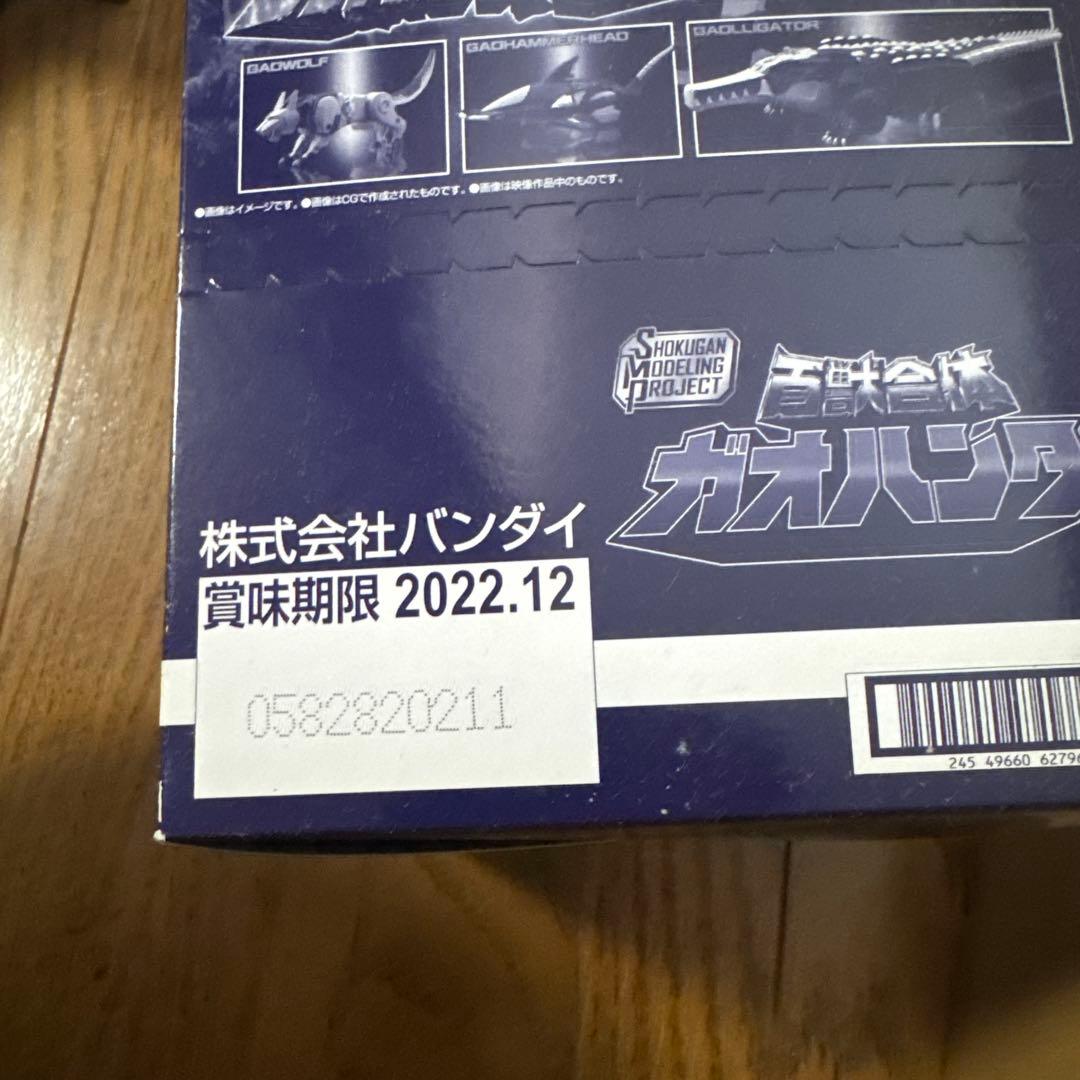 GAOWOLF
GAOHAMMERHEAD
GAOLLIGATOR
●画像はイメージです。●画像はCGで作成されたものです。●画像は映像作品中のものです。
SHOKUGAN
MODELING
PROJECT
百獣合体
ガオハンタ
株式会社バンダイ
賞味期限 2022.12
0582820211
245 49660 62796